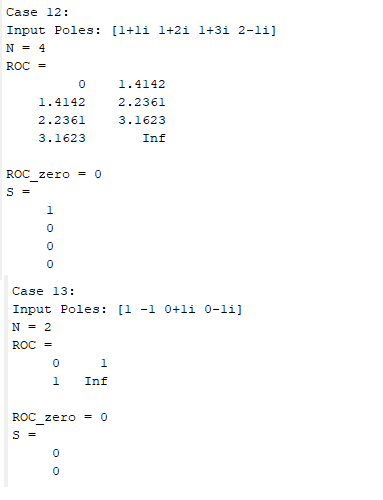 Case 12:
Input Poles: [1+1i 1+2i 1+3i 2-1i]
N = 4
ROC =
0 1.4142
1.4142 2.2361
2.2361 3.1623
3.1623 Inf
ROC_zero = 0
S =
1
0
0
0
Case 13:
Input Poles: [1 -1 0+1i 0-1i]
N = 2
ROC =
0 1
1 Inf
ROC_zero = 0
S =
0
0